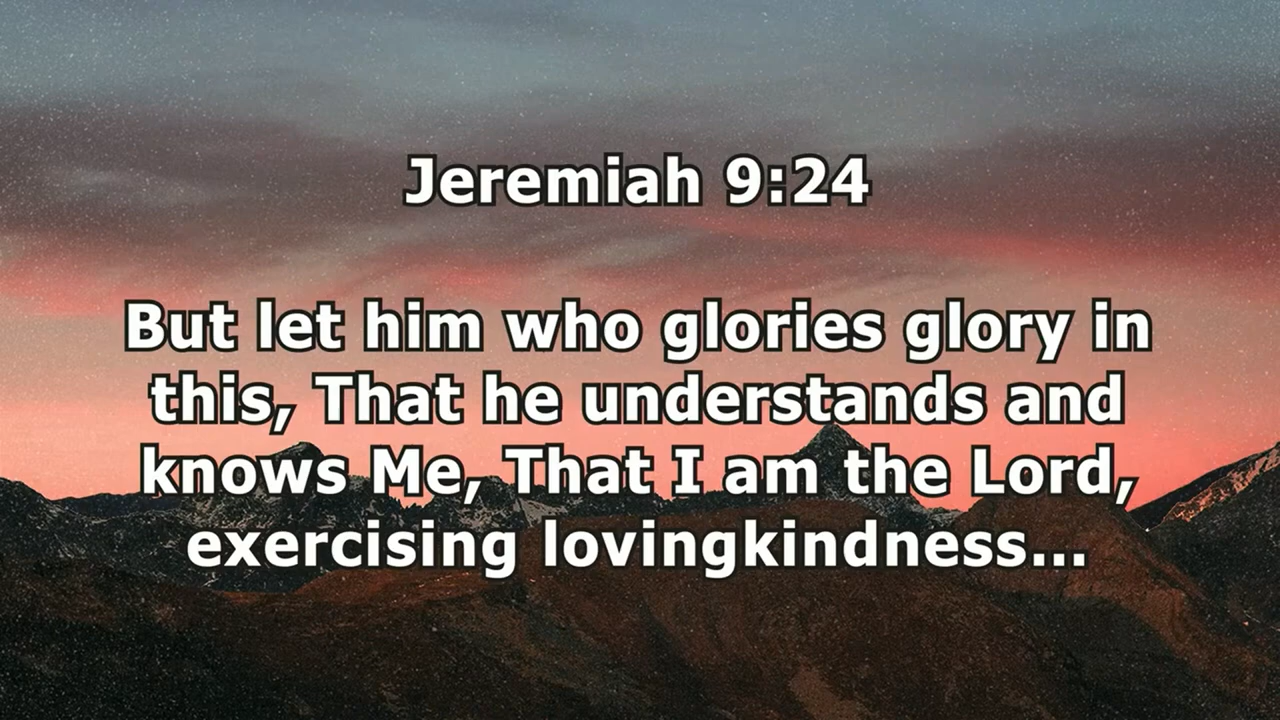 Jeremiah 9:24
But let him who glories glory in
this, That he understands and
knows Me, That I am the Lord,
exercising lovingkindness...